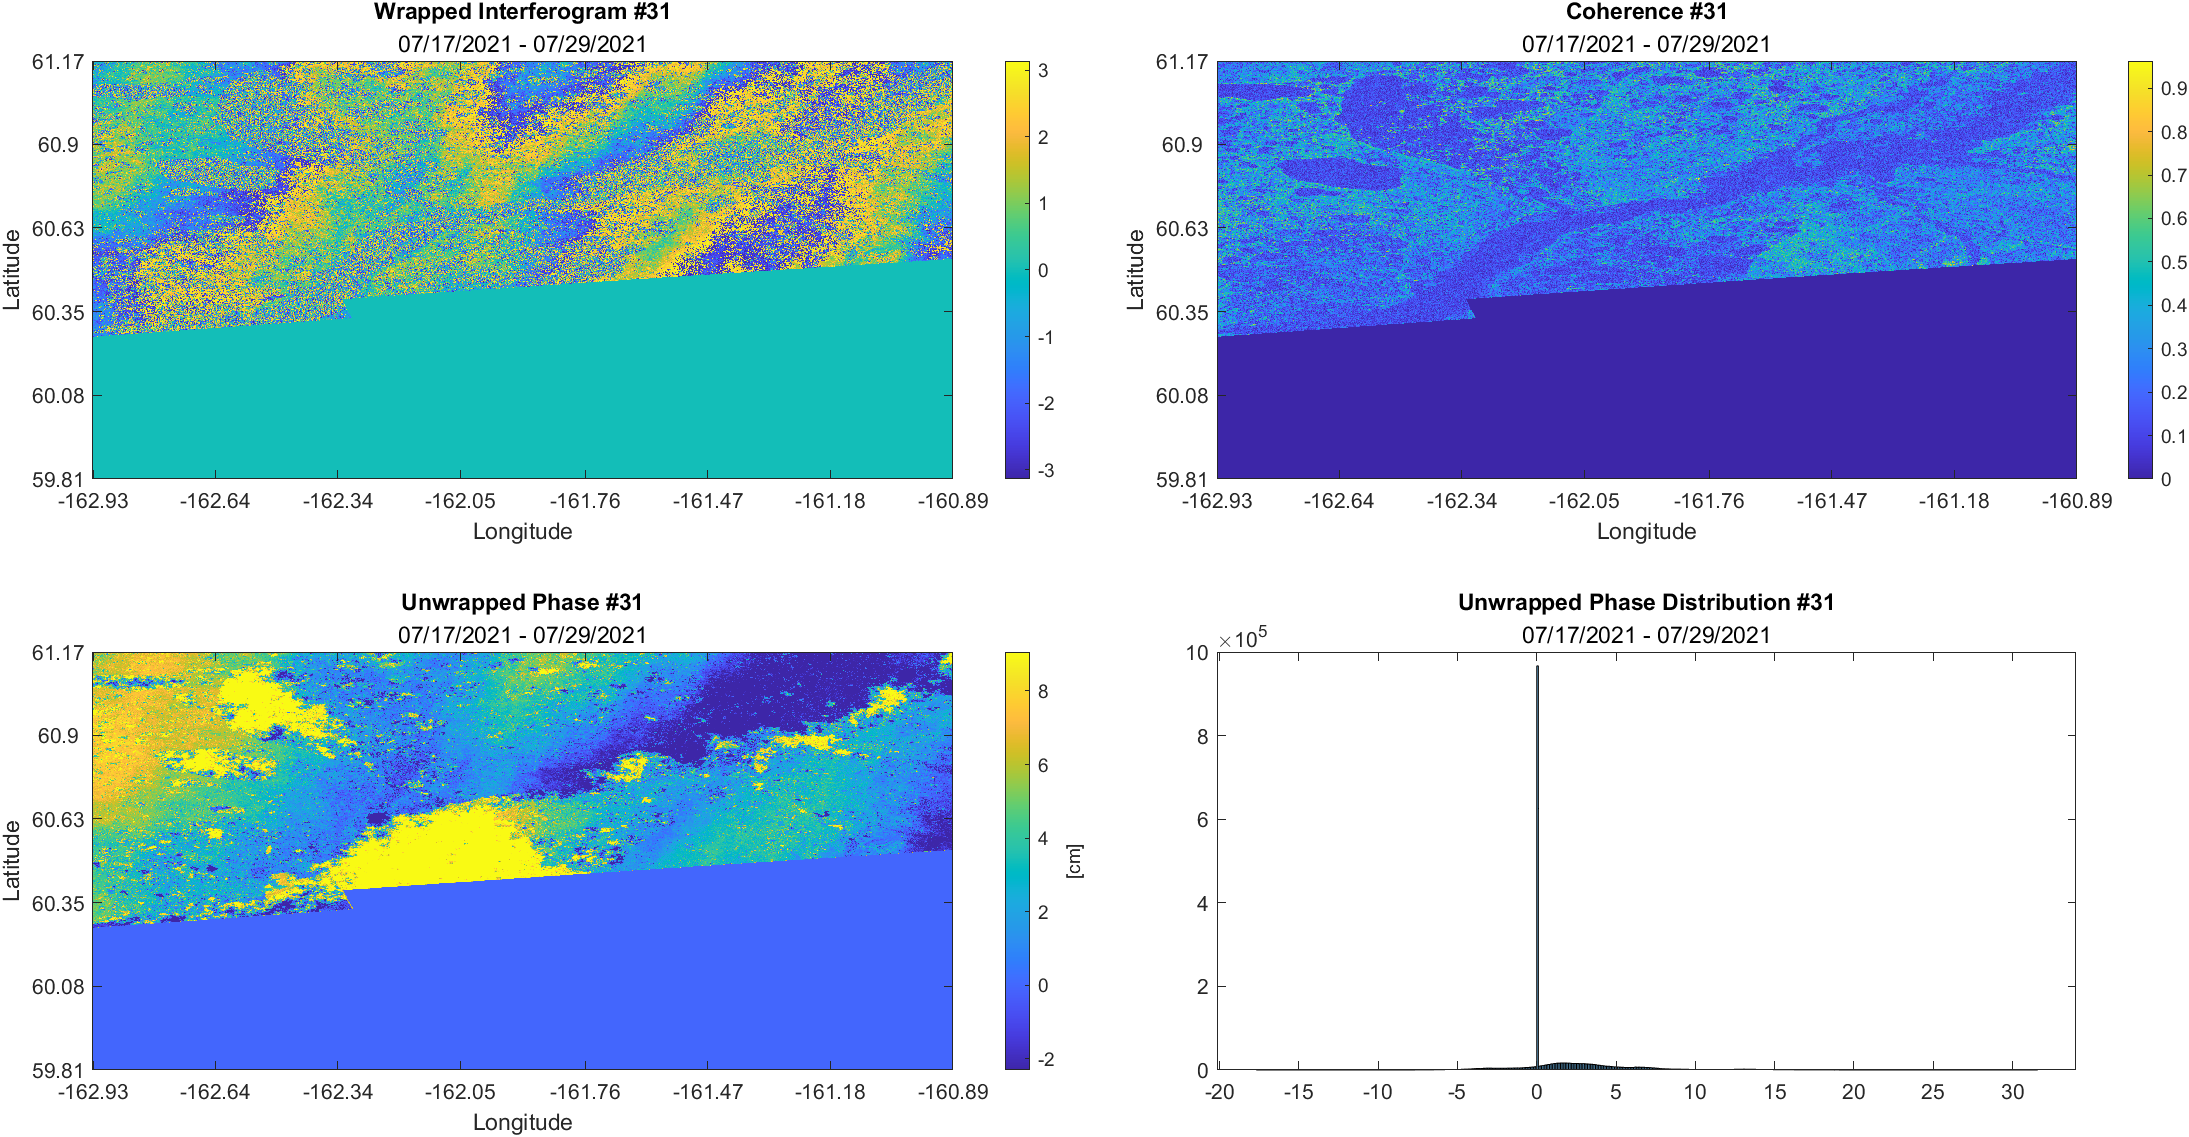 Wrapped Interferogram #31
07/17/2021 - 07/29/2021
61.17
60.9
60.63
60.35
60.08
59.81
Latitude
-162.93 -162.64 -162.34 -162.05 -161.76 -161.47 -161.18 -160.89
Longitude
3
2
1
0
-1
-2
-3
Coherence #31
07/17/2021 - 07/29/2021
61.17
60.9
60.63
60.35
60.08
59.81
Latitude
-162.93 -162.64 -162.34 -162.05 -161.76 -161.47 -161.18 -160.89
Longitude
0.9
0.8
0.7
0.6
0.5
0.4
0.3
0.2
0.1
0
Unwrapped Phase #31
07/17/2021 - 07/29/2021
61.17
60.9
60.63
60.35
60.08
59.81
Latitude
-162.93 -162.64 -162.34 -162.05 -161.76 -161.47 -161.18 -160.89
Longitude
8
6
4
2
0
-2
[cm]
Unwrapped Phase Distribution #31
07/17/2021 - 07/29/2021
×10⁵
10
8
6
4
2
0
-20 -15 -10 -5 0 5 10 15 20 25 30